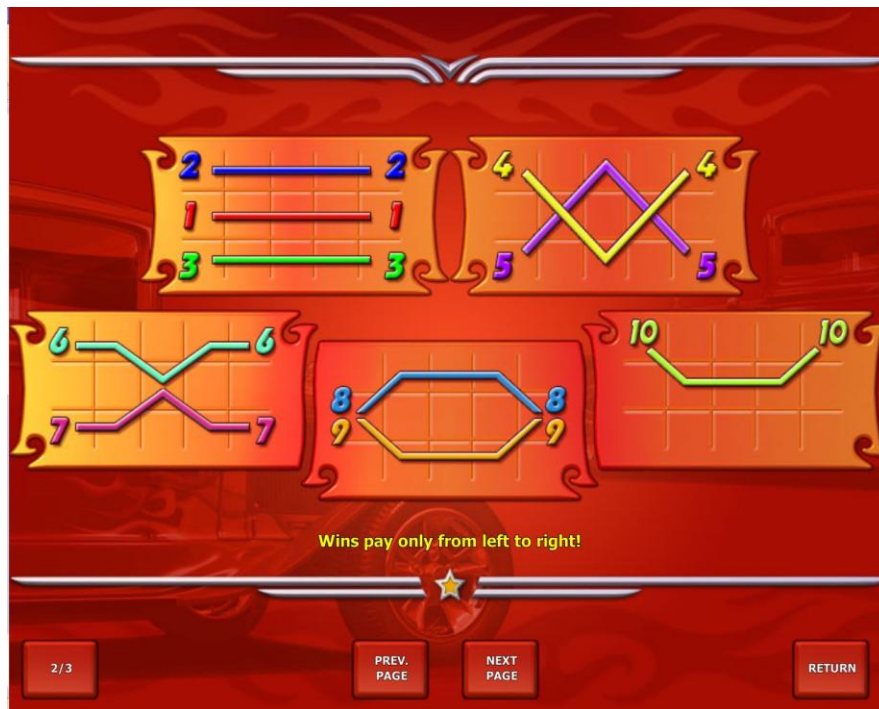 2 2 4 4
1 1
3 3 5 5
6 6 10 10
8 8
7 7 9 9
Wins pay only from left to right!
2/3
PREV.
PAGE
NEXT
PAGE
RETURN